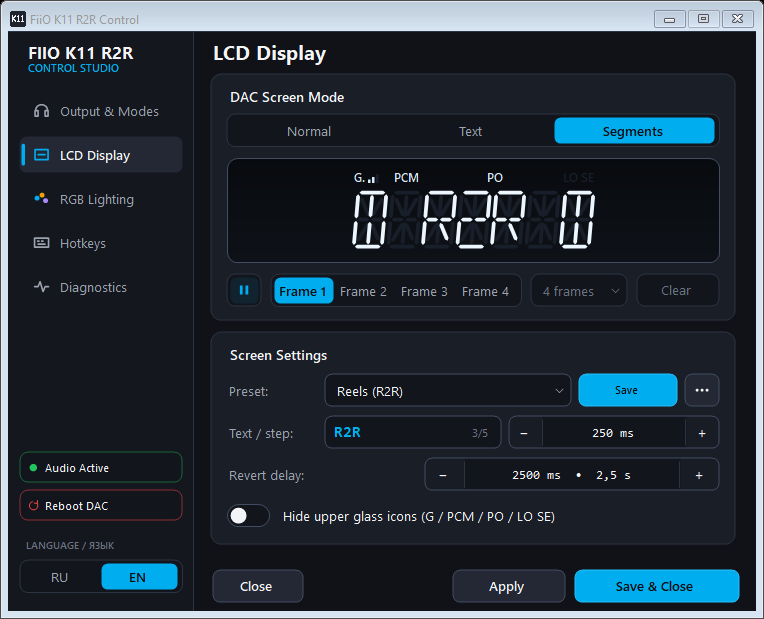 K11 FiiO K11 R2R Control
FIIO K11 R2R
CONTROL STUDIO
Output & Modes
LCD Display
RGB Lighting
Hotkeys
Diagnostics
Audio Active
Reboot DAC
LANGUAGE / ЯЗЫК
RU EN
LCD Display
DAC Screen Mode
Normal Text Segments
G. PCM PO LO SE
R2R
Frame 1 Frame 2 Frame 3 Frame 4 4 frames Clear
Screen Settings
Preset: Reels (R2R) Save ...
Text / step: R2R 3/5 − 250 ms +
Revert delay: − 2500 ms • 2,5 s +
Hide upper glass icons (G / PCM / PO / LO SE)
Close Apply Save & Close